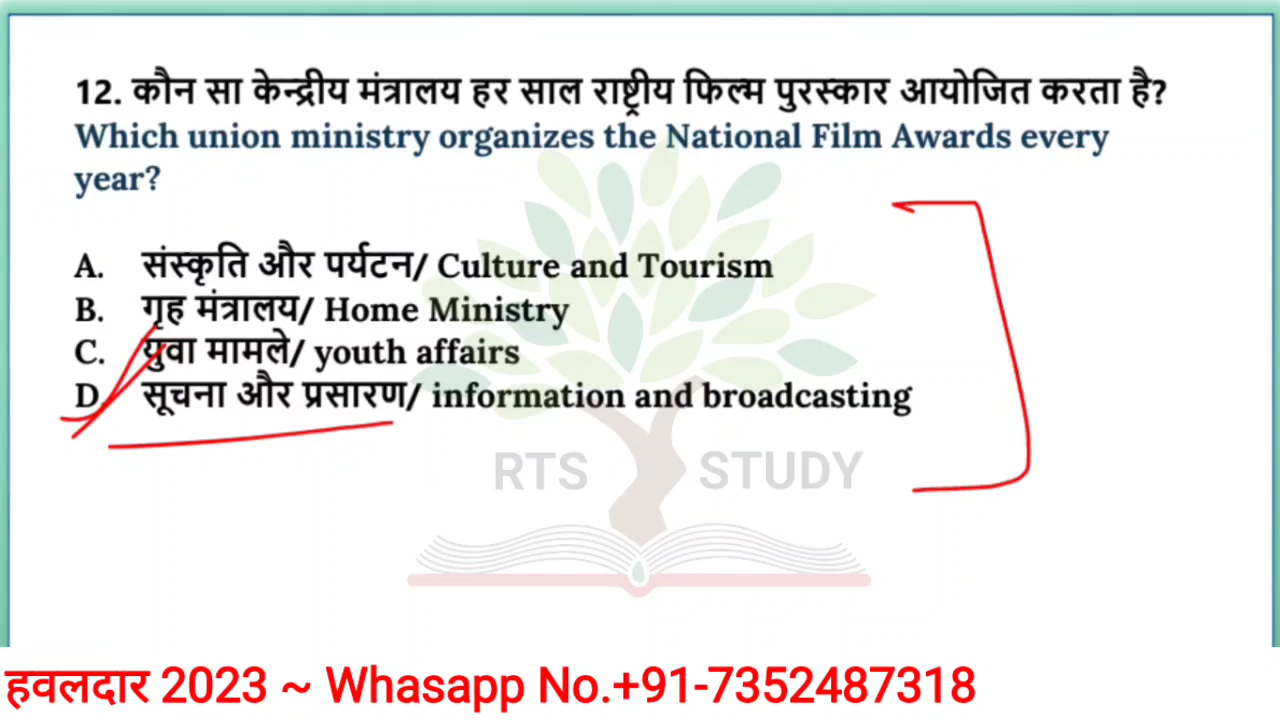 12. कौन सा केन्द्रीय मंत्रालय हर साल राष्ट्रीय फिल्म पुरस्कार आयोजित करता है?
Which union ministry organizes the National Film Awards every
year?
A. संस्कृति और पर्यटन/ Culture and Tourism
B. गृह मंत्रालय/ Home Ministry
C. युवा मामले/ youth affairs
D. सूचना और प्रसारण/ information and broadcasting
RTS STUDY
हवलदार 2023 ~ Whasapp No.+91-7352487318